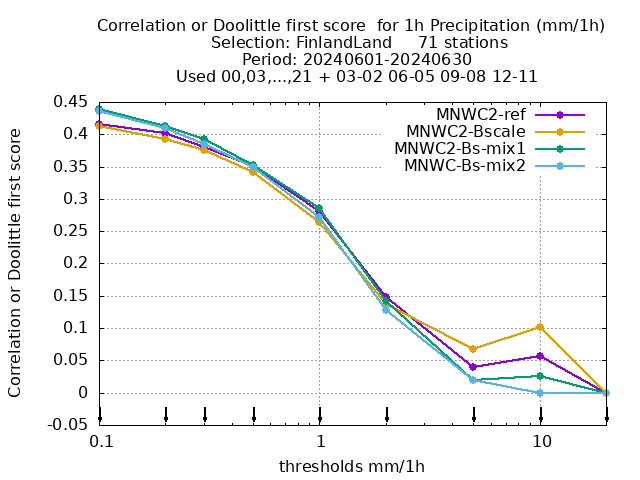 Correlation or Doolittle first score  for 1h Precipitation (mm/1h)
Selection: FinlandLand     71 stations
Period: 20240601-20240630
Used 00,03,...,21 + 03-02 06-05 09-08 12-11
MNWC2-ref
MNWC2-Bscale
MNWC2-Bs-mix1
MNWC-Bs-mix2
Correlation or Doolittle first score
0.45
0.4
0.35
0.3
0.25
0.2
0.15
0.1
0.05
0
-0.05
0.1
1
10
thresholds mm/1h